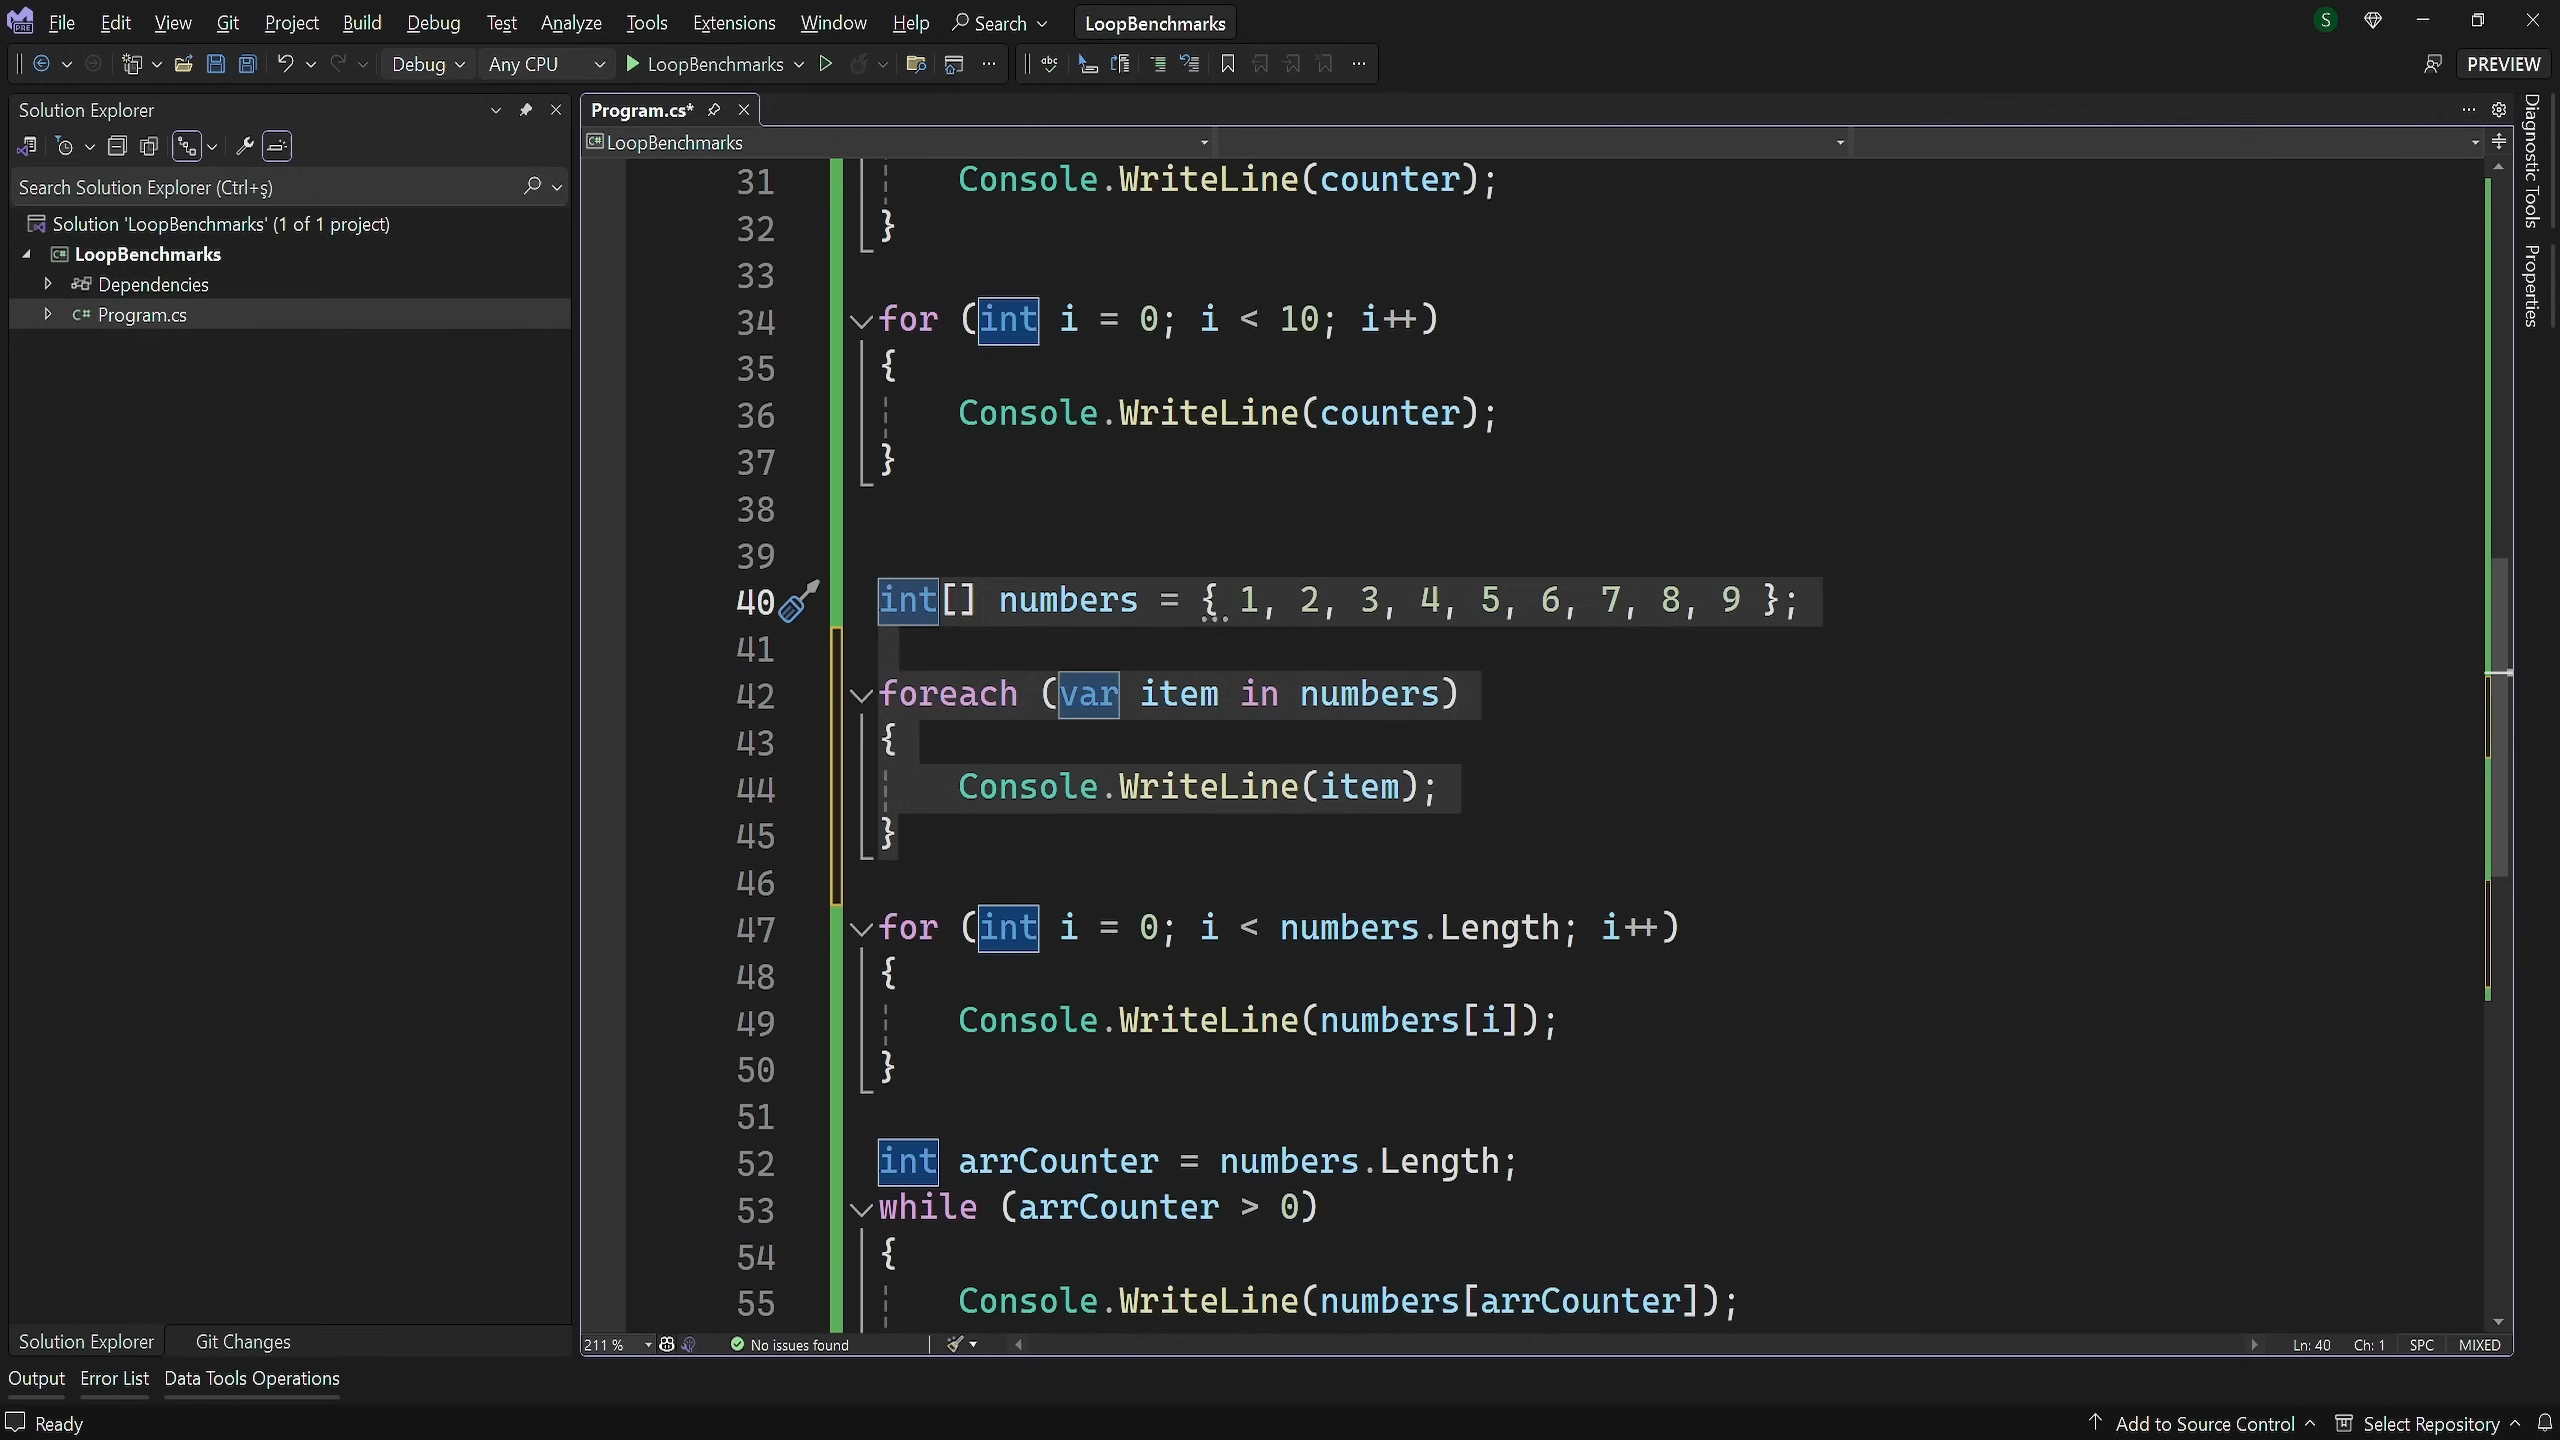 File Edit View Git Project Build Debug Test Analyze Tools Extensions Window Help Search LoopBenchmarks S
Debug Any CPU LoopBenchmarks abc PREVIEW
Solution Explorer
Search Solution Explorer (Ctrl+ş)
Solution 'LoopBenchmarks' (1 of 1 project)
C# LoopBenchmarks
Dependencies
C# Program.cs
Program.cs*
C# LoopBenchmarks
31 Console.WriteLine(counter);
32 }
33
34 for (int i = 0; i < 10; i++)
35 {
36 Console.WriteLine(counter);
37 }
38
39
40 int[] numbers = { 1, 2, 3, 4, 5, 6, 7, 8, 9 };
41
42 foreach (var item in numbers)
43 {
44 Console.WriteLine(item);
45 }
46
47 for (int i = 0; i < numbers.Length; i++)
48 {
49 Console.WriteLine(numbers[i]);
50 }
51
52 int arrCounter = numbers.Length;
53 while (arrCounter > 0)
54 {
55 Console.WriteLine(numbers[arrCounter]);
Diagnostic Tools
Properties
Solution Explorer Git Changes
211 % No issues found Ln: 40 Ch: 1 SPC MIXED
Output Error List Data Tools Operations
Ready Add to Source Control Select Repository